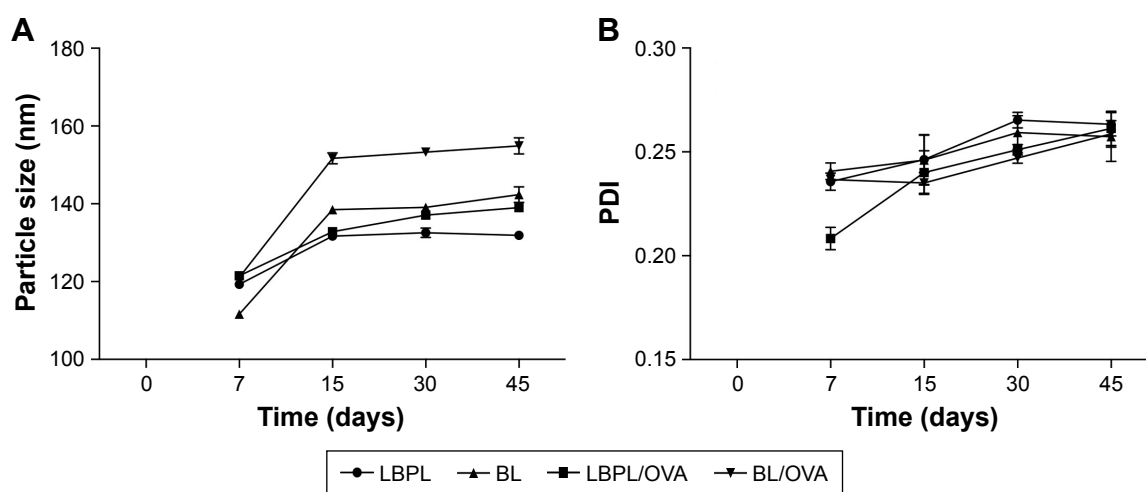 A
180
160
140
120
100
Particle size (nm)
0 7 15 30 45
Time (days)
B
0.30
0.25
0.20
0.15
PDI
0 7 15 30 45
Time (days)
LBPL BL LBPL/OVA BL/OVA